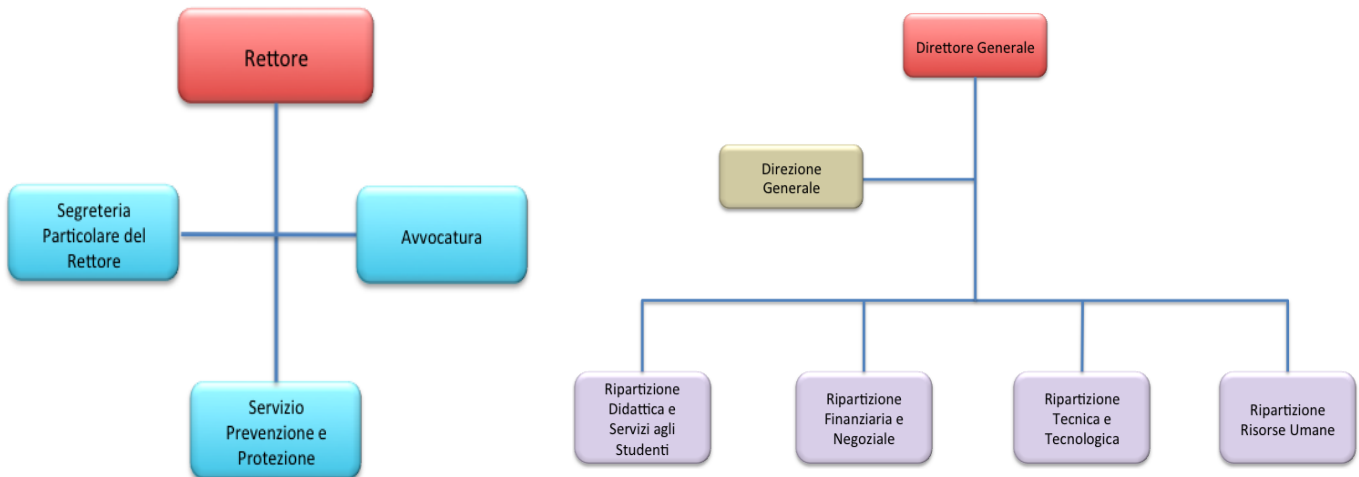 Rettore
Segreteria
Particolare del
Rettore
Avvocatura
Servizio
Prevenzione e
Protezione
Direttore Generale
Direzione
Generale
Ripartizione
Didattica e
Servizi agli
Studenti
Ripartizione
Finanziaria e
Negoziale
Ripartizione
Tecnica e
Tecnologica
Ripartizione
Risorse Umane